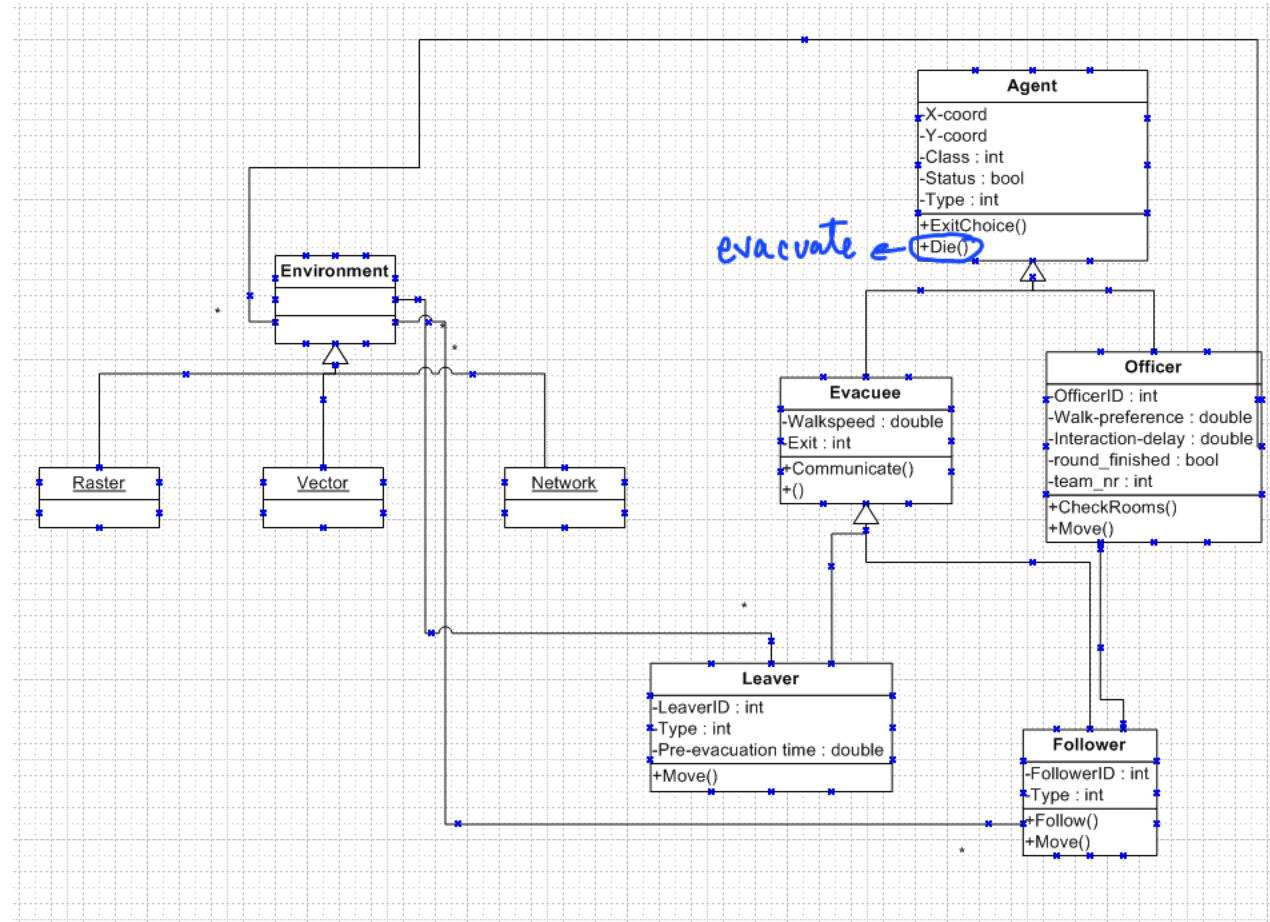 Agent
-X-coord
-Y-coord
-Class : int
-Status : bool
-Type : int
+ExitChoice()
+Die()
evacuate
Environment
*
*
*
Raster
Vector
Network
Evacuee
-Walkspeed : double
-Exit : int
+Communicate()
+()
Officer
-OfficerID : int
-Walk-preference : double
-Interaction-delay : double
-round_finished : bool
-team_nr : int
+CheckRooms()
+Move()
*
Leaver
-LeaverID : int
-Type : int
-Pre-evacuation time : double
+Move()
Follower
-FollowerID : int
-Type : int
+Follow()
+Move()
*